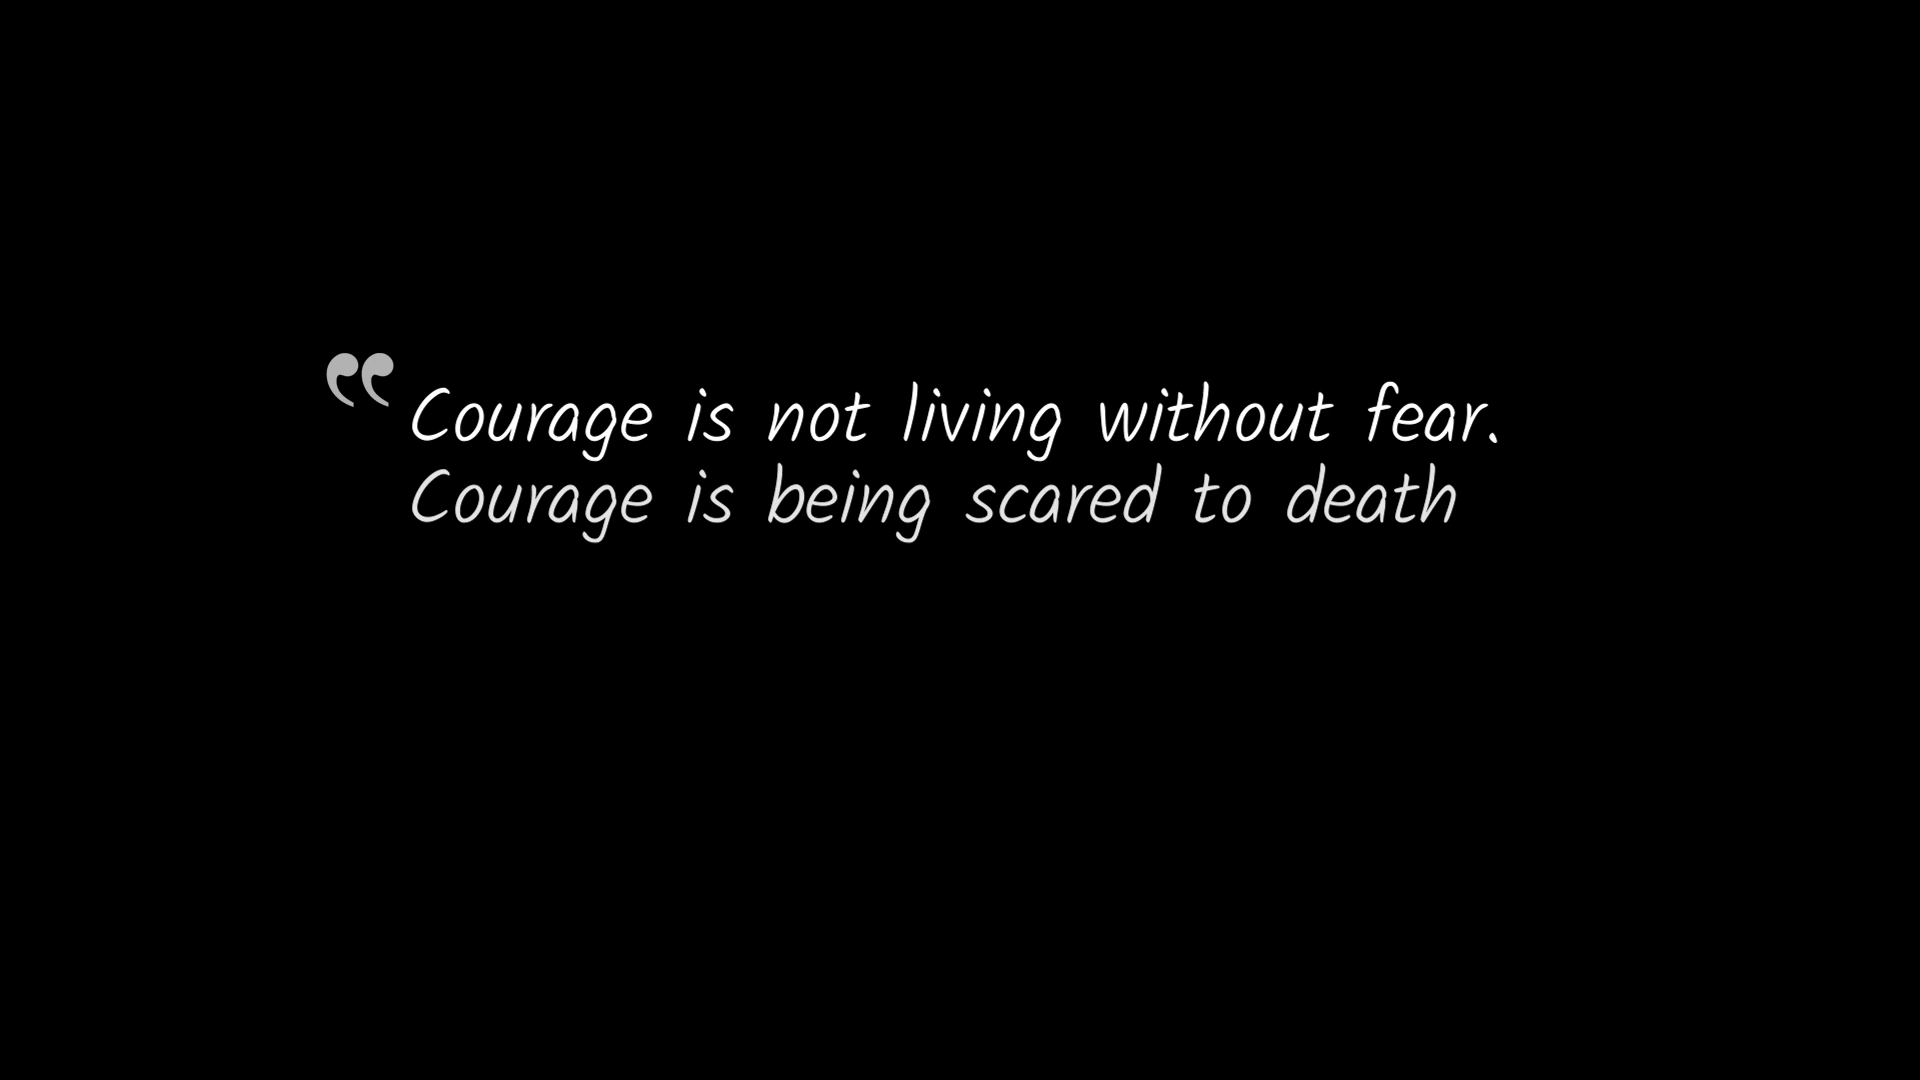 “Courage is not living without fear.
Courage is being scared to death